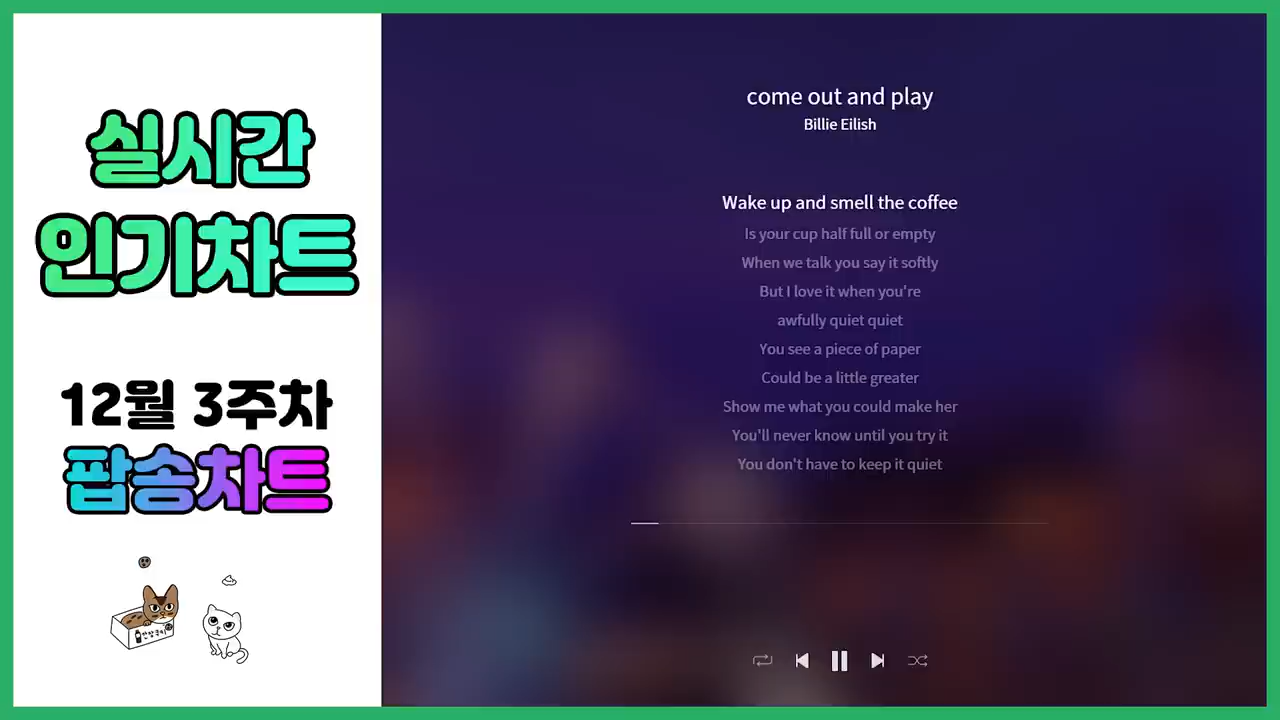 실시간
인기차트
12월 3주차
팝송차트
come out and play
Billie Eilish
Wake up and smell the coffee
Is your cup half full or empty
When we talk you say it softly
But I love it when you're
awfully quiet quiet
You see a piece of paper
Could be a little greater
Show me what you could make her
You'll never know until you try it
You don't have to keep it quiet